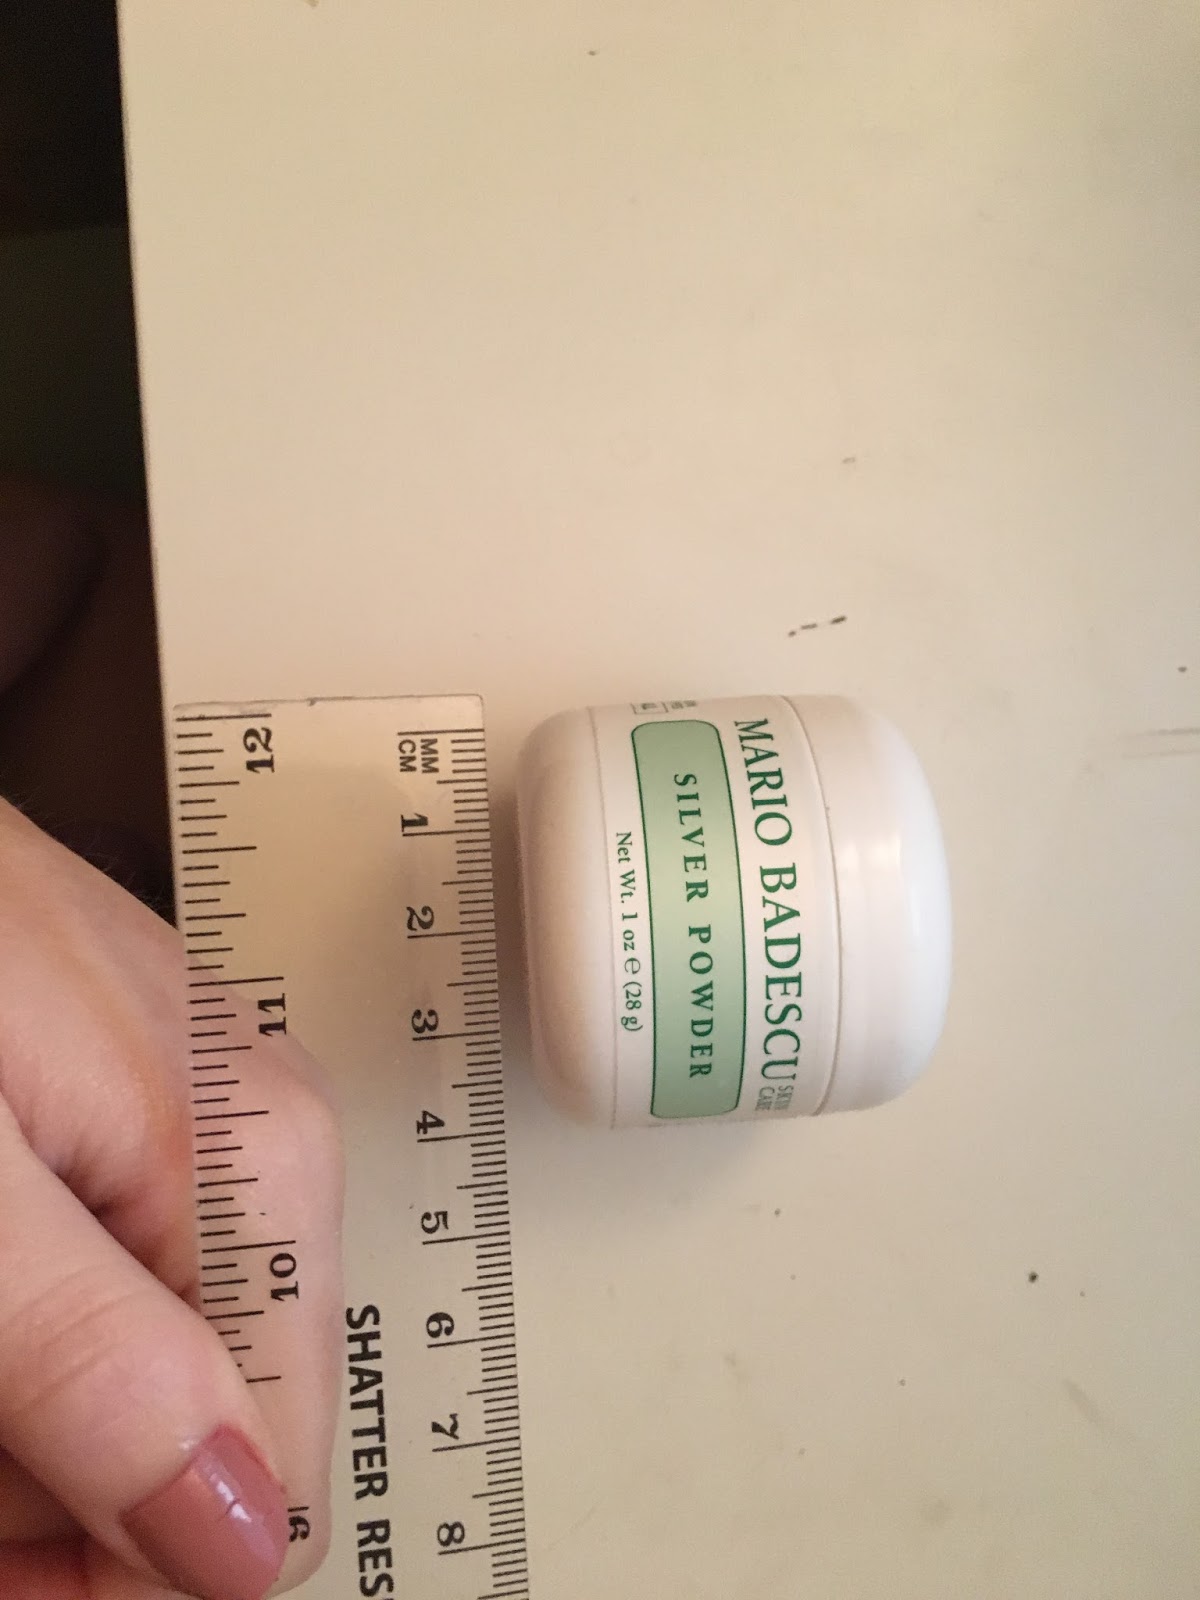 MARIO BADESCU SKIN CARE
SILVER POWDER
Net Wt. 1 oz e (28 g)
MM
CM
1 2 3 4 5 6 7 8
SHATTER RES
12 11 10 9